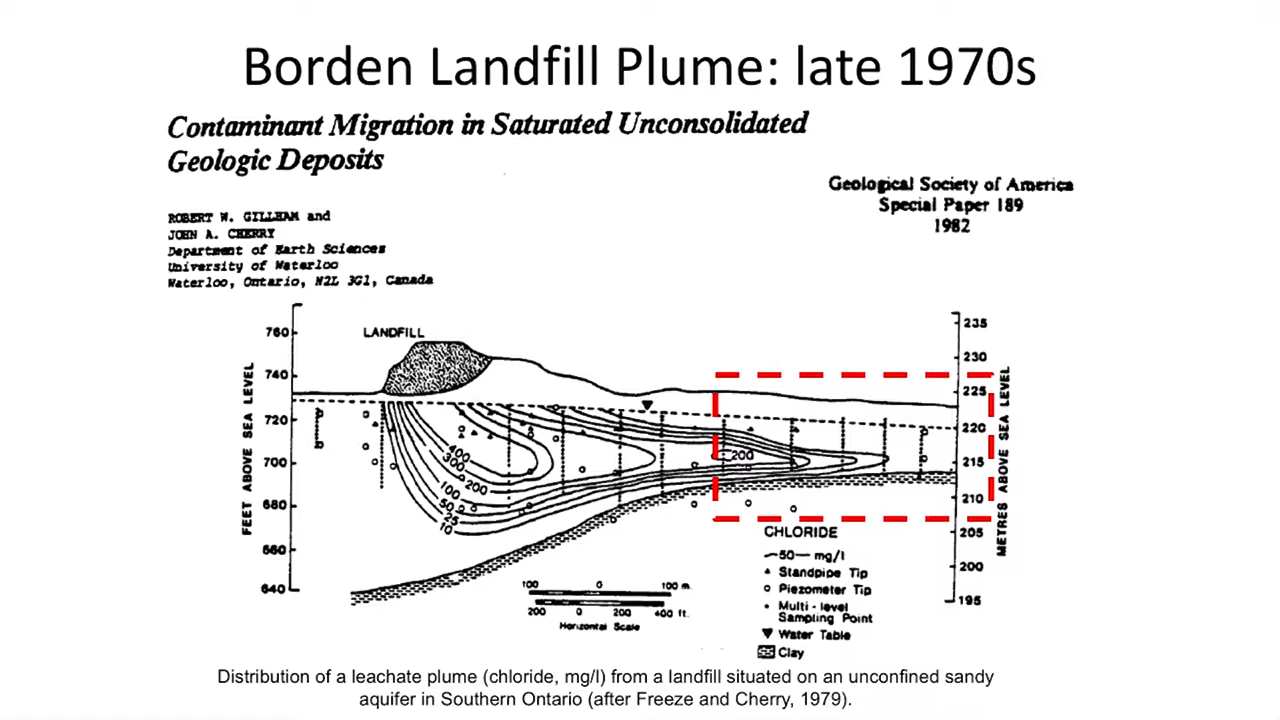 Borden Landfill Plume: late 1970s
Contaminant Migration in Saturated Unconsolidated
Geologic Deposits
Geological Society of America
Special Paper 189
1982
ROBERT W. GILLHAM and
JOHN A. CHERRY
Department of Earth Sciences
University of Waterloo
Waterloo, Ontario, N2L 3G1, Canada
LANDFILL
FEET ABOVE SEA LEVEL
760
740
720
700
680
660
640
400
300
200
100
50
25
10
200
235
230
225
220
215
210
205
200
195
METRES ABOVE SEA LEVEL
100 0 100 m.
200 0 200 400 ft.
Horizontal Scale
CHLORIDE
50 mg/l
Standpipe Tip
Piezometer Tip
Multi-level
Sampling Point
Water Table
Clay
Distribution of a leachate plume (chloride, mg/l) from a landfill situated on an unconfined sandy
aquifer in Southern Ontario (after Freeze and Cherry, 1979).